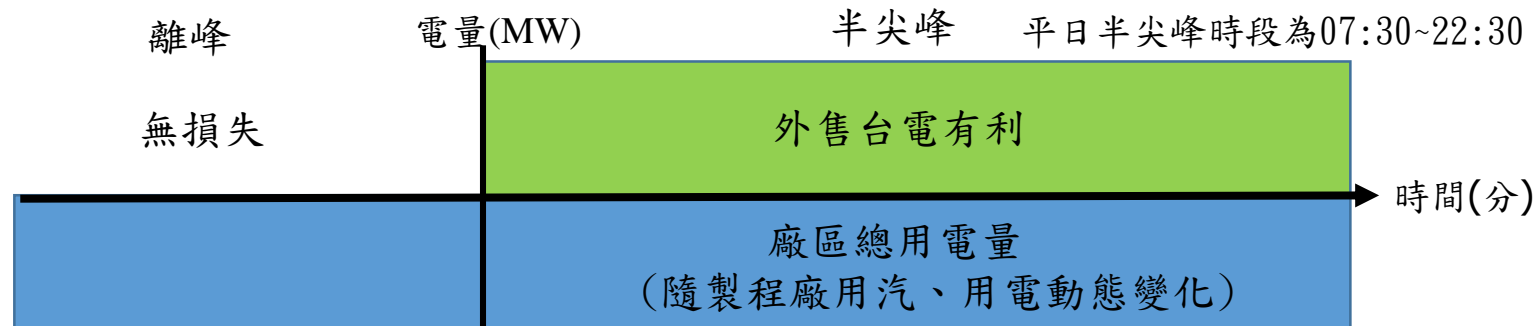 離峰
電量(MW)
半尖峰
平日半尖峰時段為07:30~22:30
無損失
外售台電有利
時間(分)
廠區總用電量
(隨製程廠用汽、用電動態變化)